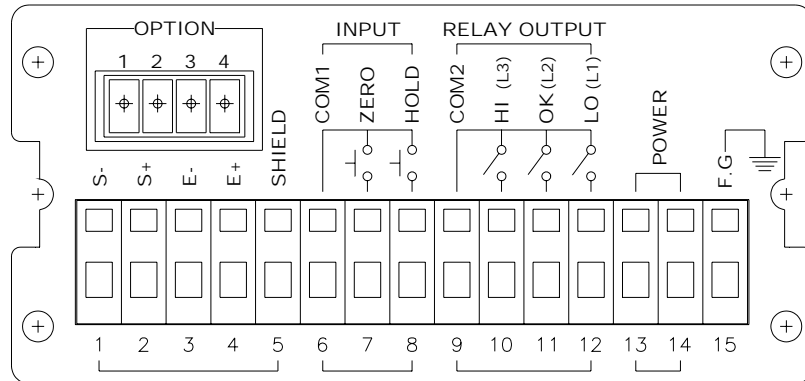 OPTION INPUT RELAY OUTPUT
1 2 3 4
S- S+ E- E+ SHIELD COM1 ZERO HOLD COM2 HI (L3) OK (L2) LO (L1) POWER F.G
1 2 3 4 5 6 7 8 9 10 11 12 13 14 15